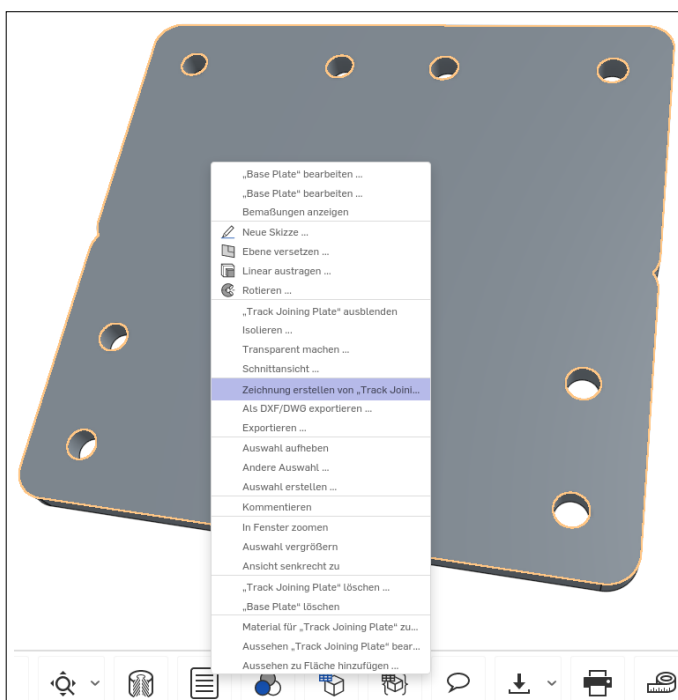 „Base Plate“ bearbeiten ...
„Base Plate“ bearbeiten ...
Bemaßungen anzeigen
Neue Skizze ...
Ebene versetzen ...
Linear austragen ...
Rotieren ...
„Track Joining Plate“ ausblenden
Isolieren ...
Transparent machen ...
Schnittansicht ...
Zeichnung erstellen von „Track Joini...
Als DXF/DWG exportieren ...
Exportieren ...
Auswahl aufheben
Andere Auswahl ...
Auswahl erstellen ...
Kommentieren
In Fenster zoomen
Auswahl vergrößern
Ansicht senkrecht zu
„Track Joining Plate“ löschen ...
„Base Plate“ löschen
Material für „Track Joining Plate“ zu...
Aussehen „Track Joining Plate“ bear...
Aussehen zu Fläche hinzufügen ...